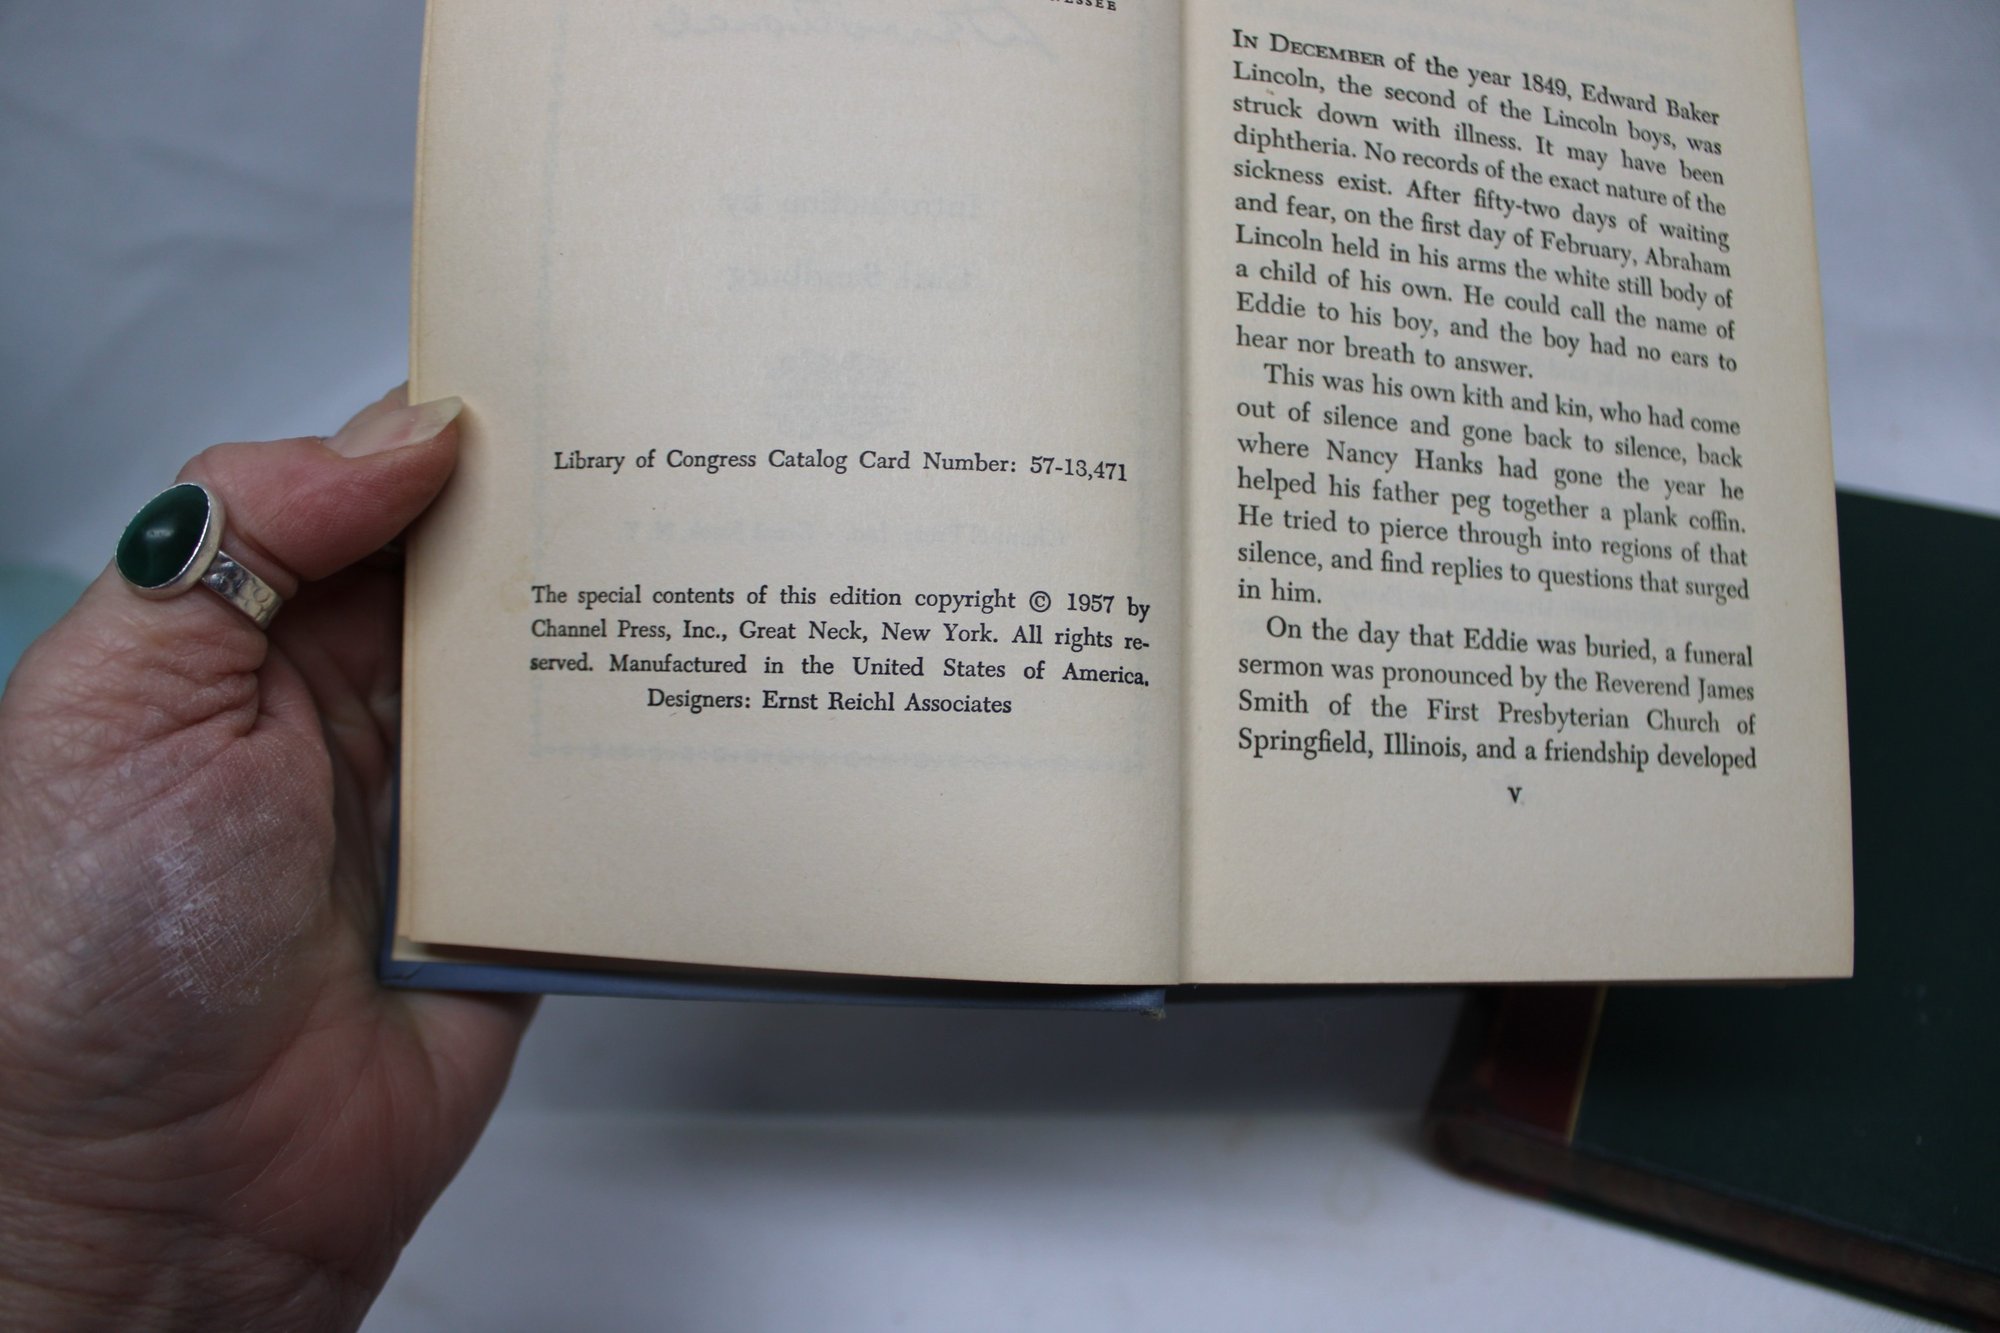 Library of Congress Catalog Card Number: 57-13,471
The special contents of this edition copyright © 1957 by
Channel Press, Inc., Great Neck, New York. All rights re-
served. Manufactured in the United States of America.
Designers: Ernst Reichl Associates
IN DECEMBER of the year 1849, Edward Baker
Lincoln, the second of the Lincoln boys, was
struck down with illness. It may have been
diphtheria. No records of the exact nature of the
sickness exist. After fifty-two days of waiting
and fear, on the first day of February, Abraham
Lincoln held in his arms the white still body of
a child of his own. He could call the name of
Eddie to his boy, and the boy had no ears to
hear nor breath to answer.
This was his own kith and kin, who had come
out of silence and gone back to silence, back
where Nancy Hanks had gone the year he
helped his father peg together a plank coffin.
He tried to pierce through into regions of that
silence, and find replies to questions that surged
in him.
On the day that Eddie was buried, a funeral
sermon was pronounced by the Reverend James
Smith of the First Presbyterian Church of
Springfield, Illinois, and a friendship developed
v